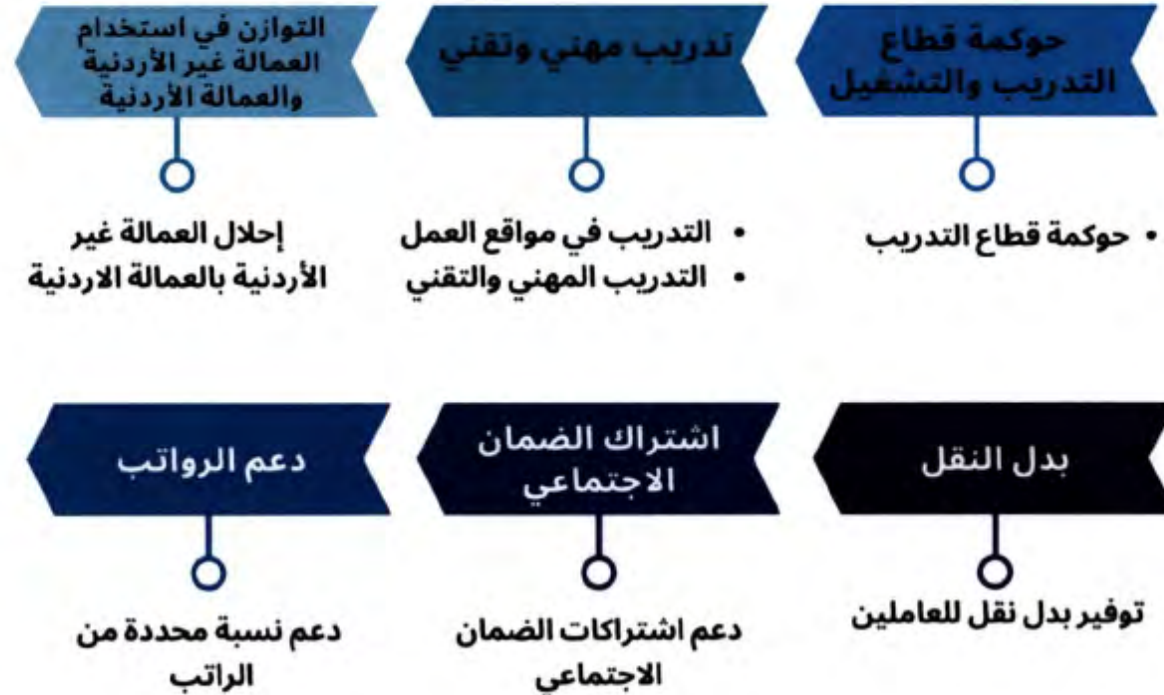 حوكمة قطاع
التدريب والتشغيل
• حوكمة قطاع التدريب
تدريب مهني وتقني
• التدريب في مواقع العمل
• التدريب المهني والتقني
التوازن في استخدام
العمالة غير الأردنية
والعمالة الأردنية
إحلال العمالة غير
الأردنية بالعمالة الاردنية
بدل النقل
توفير بدل نقل للعاملين
اشتراك الضمان
الاجتماعي
دعم اشتراكات الضمان
الاجتماعي
دعم الرواتب
دعم نسبة محددة من
الراتب